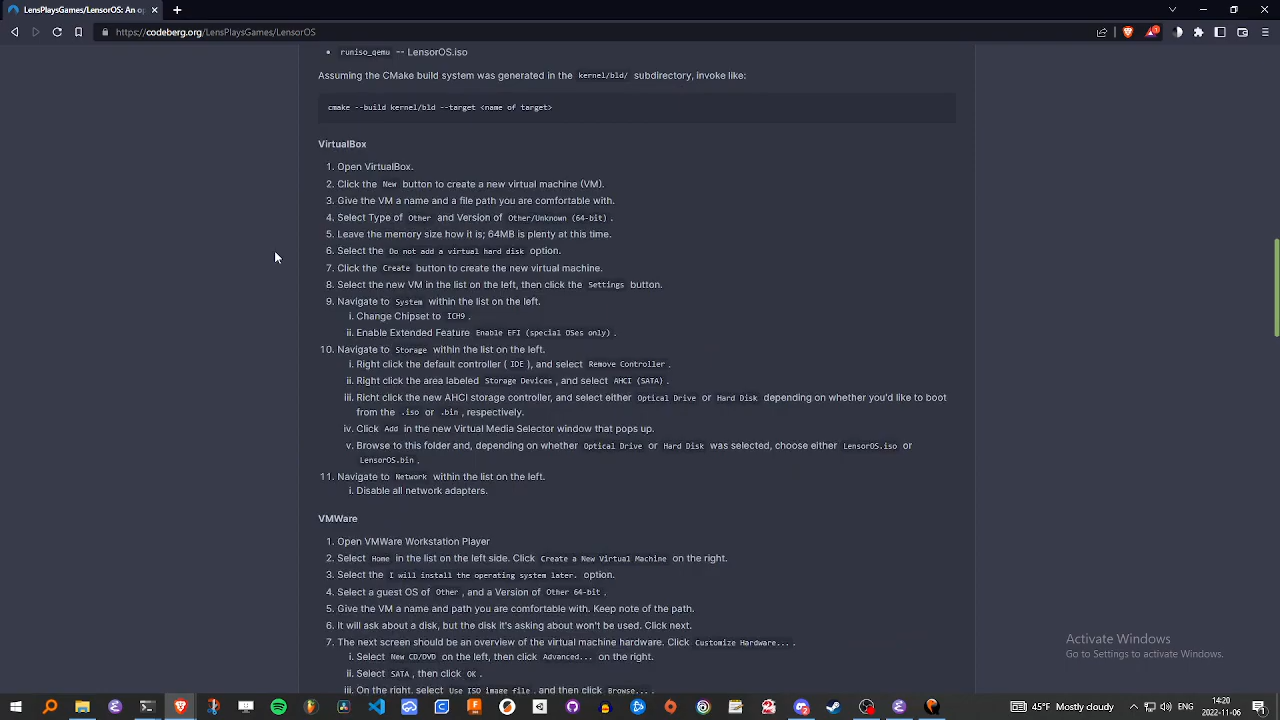 LensPlaysGames/LensorOS: An op
https://codeberg.org/LensPlaysGames/LensorOS
runiso_qemu -- LensorOS.iso
Assuming the CMake build system was generated in the kernel/bld/ subdirectory, invoke like:
cmake --build kernel/bld --target <name of target>
VirtualBox
1. Open VirtualBox.
2. Click the New button to create a new virtual machine (VM).
3. Give the VM a name and a file path you are comfortable with.
4. Select Type of Other and Version of Other/Unknown (64-bit).
5. Leave the memory size how it is; 64MB is plenty at this time.
6. Select the Do not add a virtual hard disk option.
7. Click the Create button to create the new virtual machine.
8. Select the new VM in the list on the left, then click the Settings button.
9. Navigate to System within the list on the left.
i. Change Chipset to ICH9.
ii. Enable Extended Feature Enable EFI (special OSes only).
10. Navigate to Storage within the list on the left.
i. Right click the default controller (IDE), and select Remove Controller.
ii. Right click the area labeled Storage Devices, and select AHCI (SATA).
iii. Richt click the new AHCI storage controller, and select either Optical Drive or Hard Disk depending on whether you'd like to boot
from the .iso or .bin, respectively.
iv. Click Add in the new Virtual Media Selector window that pops up.
v. Browse to this folder and, depending on whether Optical Drive or Hard Disk was selected, choose either LensorOS.iso or
LensorOS.bin.
11. Navigate to Network within the list on the left.
i. Disable all network adapters.
VMWare
1. Open VMWare Workstation Player
2. Select Home in the list on the left side. Click Create a New Virtual Machine on the right.
3. Select the I will install the operating system later. option.
4. Select a guest OS of Other, and a Version of Other 64-bit.
5. Give the VM a name and path you are comfortable with. Keep note of the path.
6. It will ask about a disk, but the disk it's asking about won't be used. Click next.
7. The next screen should be an overview of the virtual machine hardware. Click Customize Hardware....
i. Select New CD/DVD on the left, then click Advanced... on the right.
ii. Select SATA, then click OK.
iii. On the right, select Use ISO image file, and then click Browse....
Activate Windows
Go to Settings to activate Windows.
45°F Mostly cloudy
ENG
14:20
2022-11-06